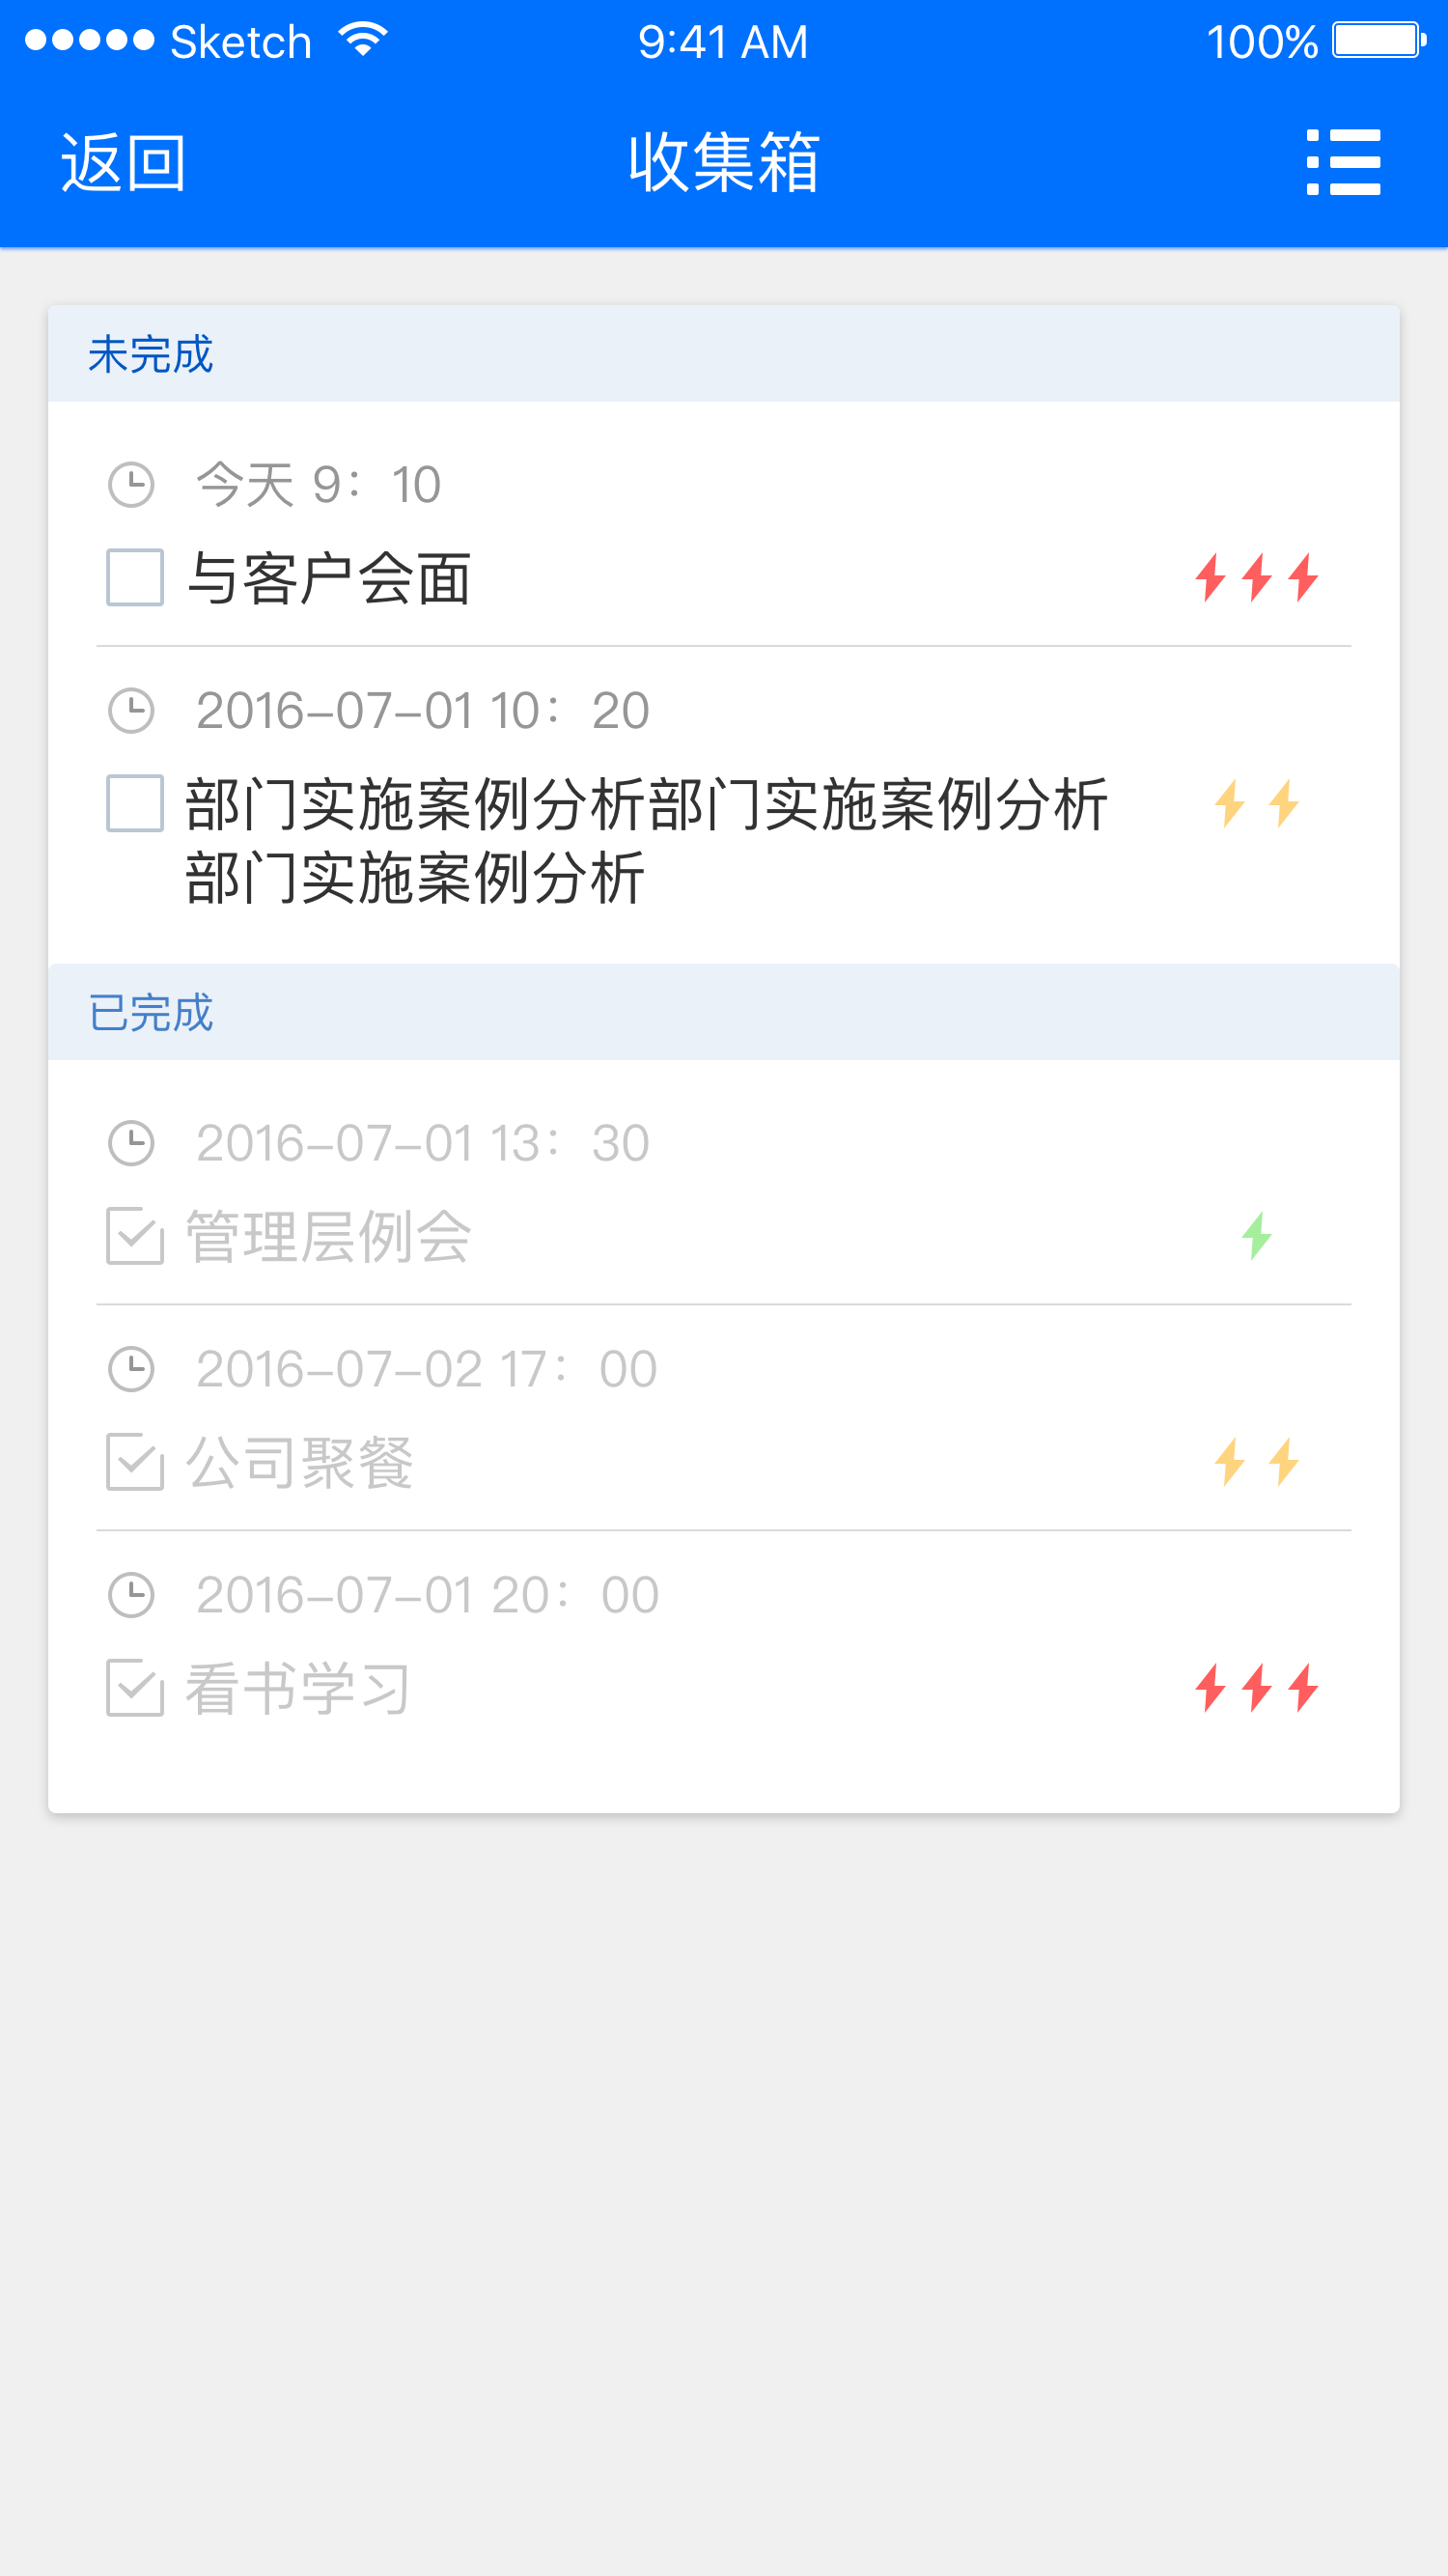 Sketch 9:41 AM 100%
返回 收集箱
未完成
今天 9：10
与客户会面
2016-07-01 10：20
部门实施案例分析部门实施案例分析
部门实施案例分析
已完成
2016-07-01 13：30
管理层例会
2016-07-02 17：00
公司聚餐
2016-07-01 20：00
看书学习